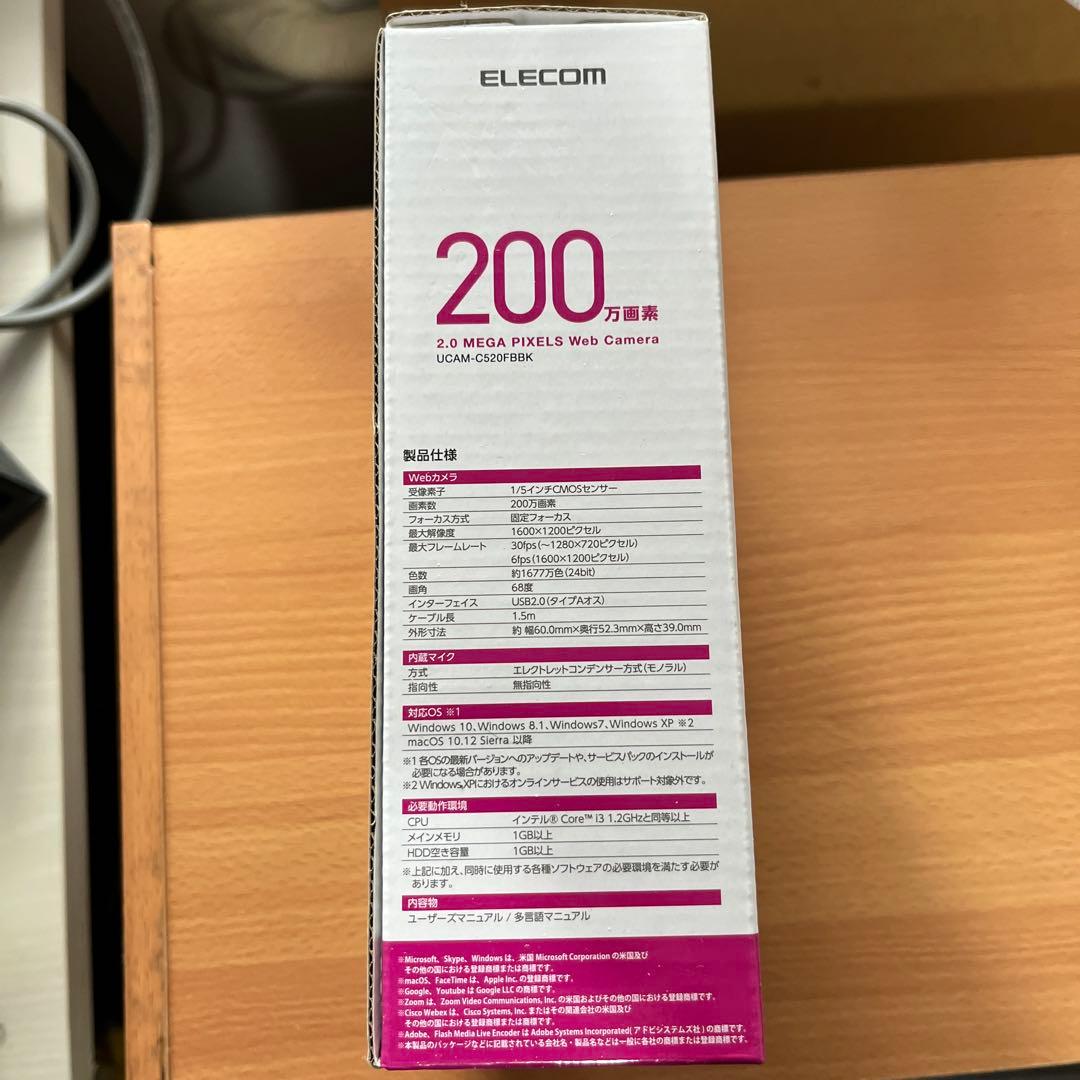 ELECOM
200万画素
2.0 MEGA PIXELS Web Camera
UCAM-C520FBBK
製品仕様
Webカメラ
受像素子 1/5インチCMOSセンサー
画素数 200万画素
フォーカス方式 固定フォーカス
最大解像度 1600×1200ピクセル
最大フレームレート 30fps(〜1280×720ピクセル)
6fps(1600×1200ピクセル)
色数 約1677万色(24bit)
画角 68度
インターフェイス USB2.0(タイプAオス)
ケーブル長 1.5m
外形寸法 約 幅60.0mm×奥行52.3mm×高さ39.0mm
内蔵マイク
方式 エレクトレットコンデンサー方式(モノラル)
指向性 無指向性
対応OS ※1
Windows 10、Windows 8.1、Windows7、Windows XP ※2
macOS 10.12 Sierra 以降
※1 各OSの最新バージョンへのアップデートや、サービスパックのインストールが
必要になる場合があります。
※2 Windows XPにおけるオンラインサービスの使用はサポート対象外です。
必要動作環境
CPU インテル® Core™ i3 1.2GHzと同等以上
メインメモリ 1GB以上
HDD空き容量 1GB以上
※上記に加え、同時に使用する各種ソフトウェアの必要環境を満たす必要が
あります。
内容物
ユーザーズマニュアル / 多言語マニュアル
※Microsoft、Skype、Windows は、米国 Microsoft Corporation の米国及び
その他の国における登録商標または商標です。
※macOS、FaceTime は、Apple Inc. の登録商標です。
※Google、Youtube は Google LLC の商標です。
※Zoom は、Zoom Video Communications, Inc. の米国およびその他の国における登録商標です。
※Cisco Webex は、Cisco Systems, Inc. またはその関連会社の米国及び
その他の国における登録商標または商標です。
※Adobe、Flash Media Live Encoder は Adobe Systems Incorporated( アドビシステムズ社 ) の商標です。
※本製品のパッケージなどに記載されている会社名・製品名などは一般に各社の商標または登録商標です。